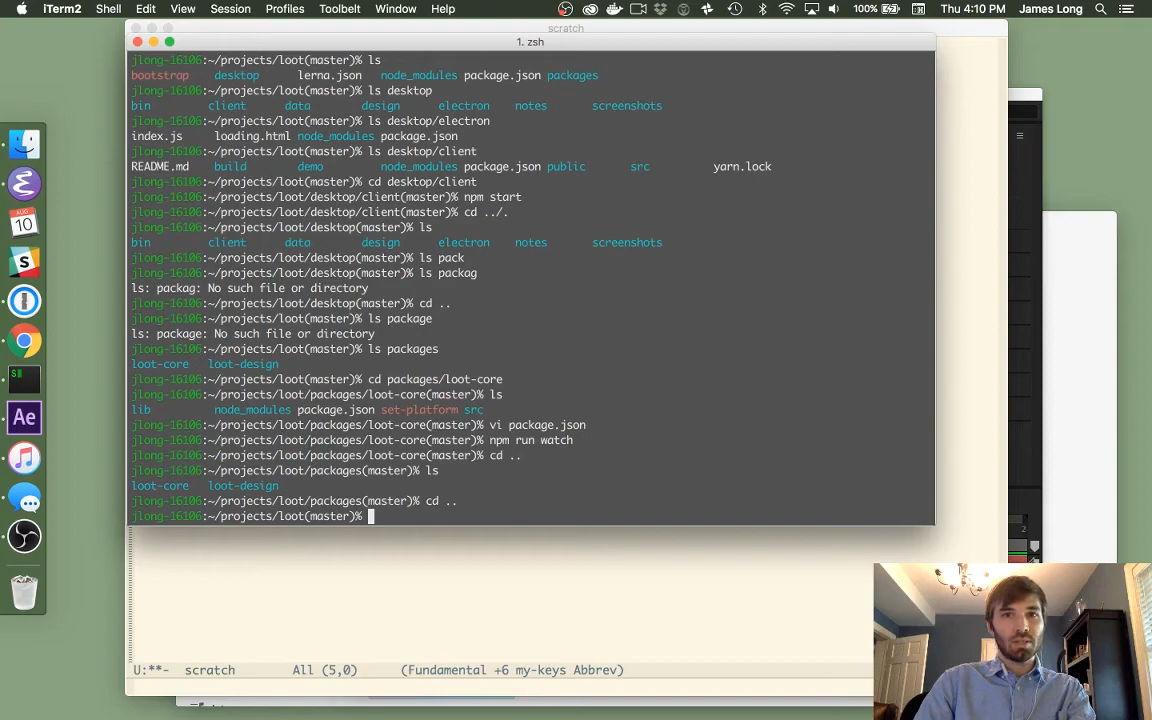 iTerm2 Shell Edit View Session Profiles Toolbelt Window Help 100% Thu 4:10 PM James Long
scratch
1. zsh
jlong-16106:~/projects/loot(master)% ls
bootstrap desktop lerna.json node_modules package.json packages
jlong-16106:~/projects/loot(master)% ls desktop
bin client data design electron notes screenshots
jlong-16106:~/projects/loot(master)% ls desktop/electron
index.js loading.html node_modules package.json
jlong-16106:~/projects/loot(master)% ls desktop/client
README.md build demo node_modules package.json public src yarn.lock
jlong-16106:~/projects/loot(master)% cd desktop/client
jlong-16106:~/projects/loot/desktop/client(master)% npm start
jlong-16106:~/projects/loot/desktop/client(master)% cd ../.
jlong-16106:~/projects/loot/desktop(master)% ls
bin client data design electron notes screenshots
jlong-16106:~/projects/loot/desktop(master)% ls pack
jlong-16106:~/projects/loot/desktop(master)% ls packag
ls: packag: No such file or directory
jlong-16106:~/projects/loot/desktop(master)% cd ..
jlong-16106:~/projects/loot(master)% ls package
ls: package: No such file or directory
jlong-16106:~/projects/loot(master)% ls packages
loot-core loot-design
jlong-16106:~/projects/loot(master)% cd packages/loot-core
jlong-16106:~/projects/loot/packages/loot-core(master)% ls
lib node_modules package.json set-platform src
jlong-16106:~/projects/loot/packages/loot-core(master)% vi package.json
jlong-16106:~/projects/loot/packages/loot-core(master)% npm run watch
jlong-16106:~/projects/loot/packages/loot-core(master)% cd ..
jlong-16106:~/projects/loot/packages(master)% ls
loot-core loot-design
jlong-16106:~/projects/loot/packages(master)% cd ..
jlong-16106:~/projects/loot(master)%
AUG
10
$
Ae
2
U:**- scratch All (5,0) (Fundamental +6 my-keys Abbrev)